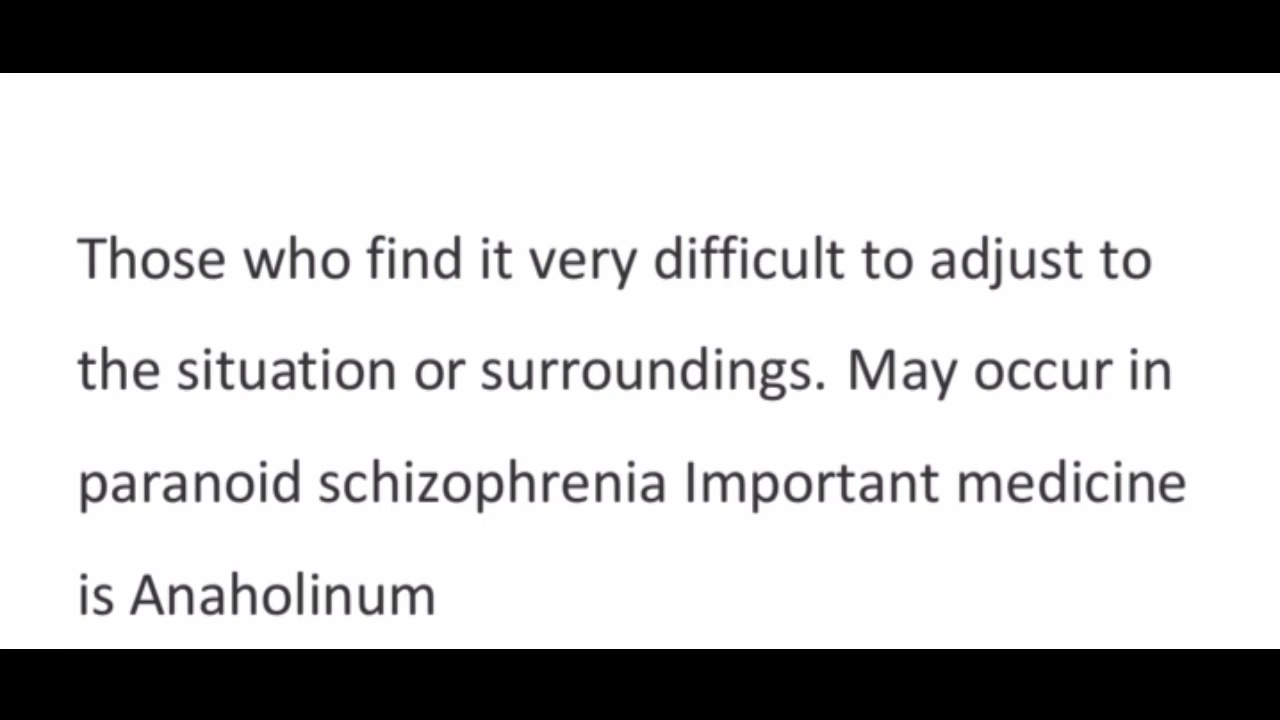 Those who find it very difficult to adjust to
the situation or surroundings. May occur in
paranoid schizophrenia Important medicine
is Anaholinum